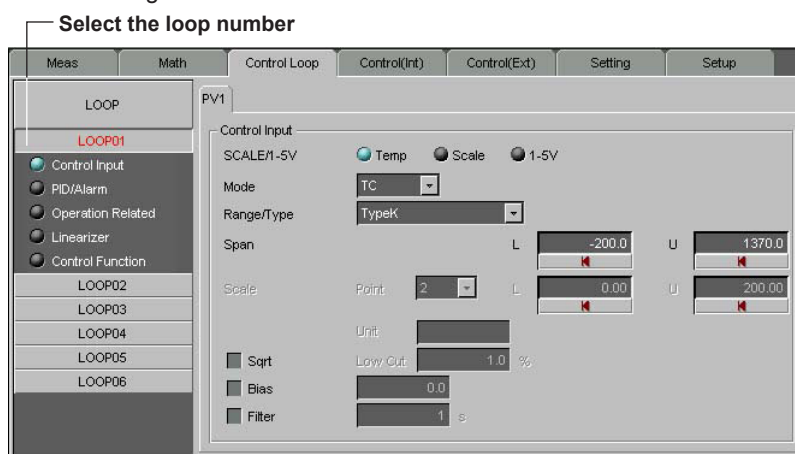 Select the loop number
Meas Math Control Loop Control(Int) Control(Ext) Setting Setup
LOOP
PV1
LOOP01
Control Input
PID/Alarm
Operation Related
Linearizer
Control Function
LOOP02
LOOP03
LOOP04
LOOP05
LOOP06
Control Input
SCALE/1-5V Temp Scale 1-5V
Mode TC
Range/Type TypeK
Span L -200.0 U 1370.0
Scale Point 2 L 0.00 U 200.00
Unit
Sqrt Low Cut 1.0 %
Bias 0.0
Filter 1 s